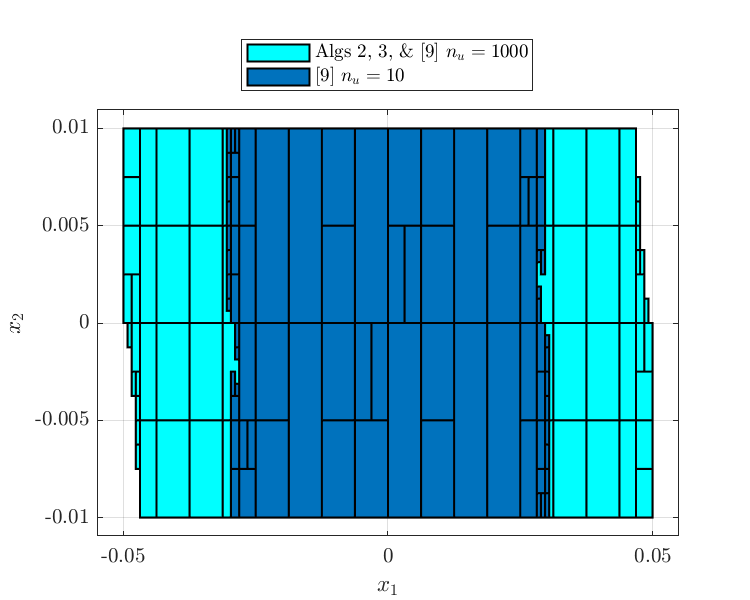 Algs 2, 3, & [9] n_u = 1000
[9] n_u = 10
0.01
0.005
0
-0.005
-0.01
x_2
-0.05 0 0.05
x_1